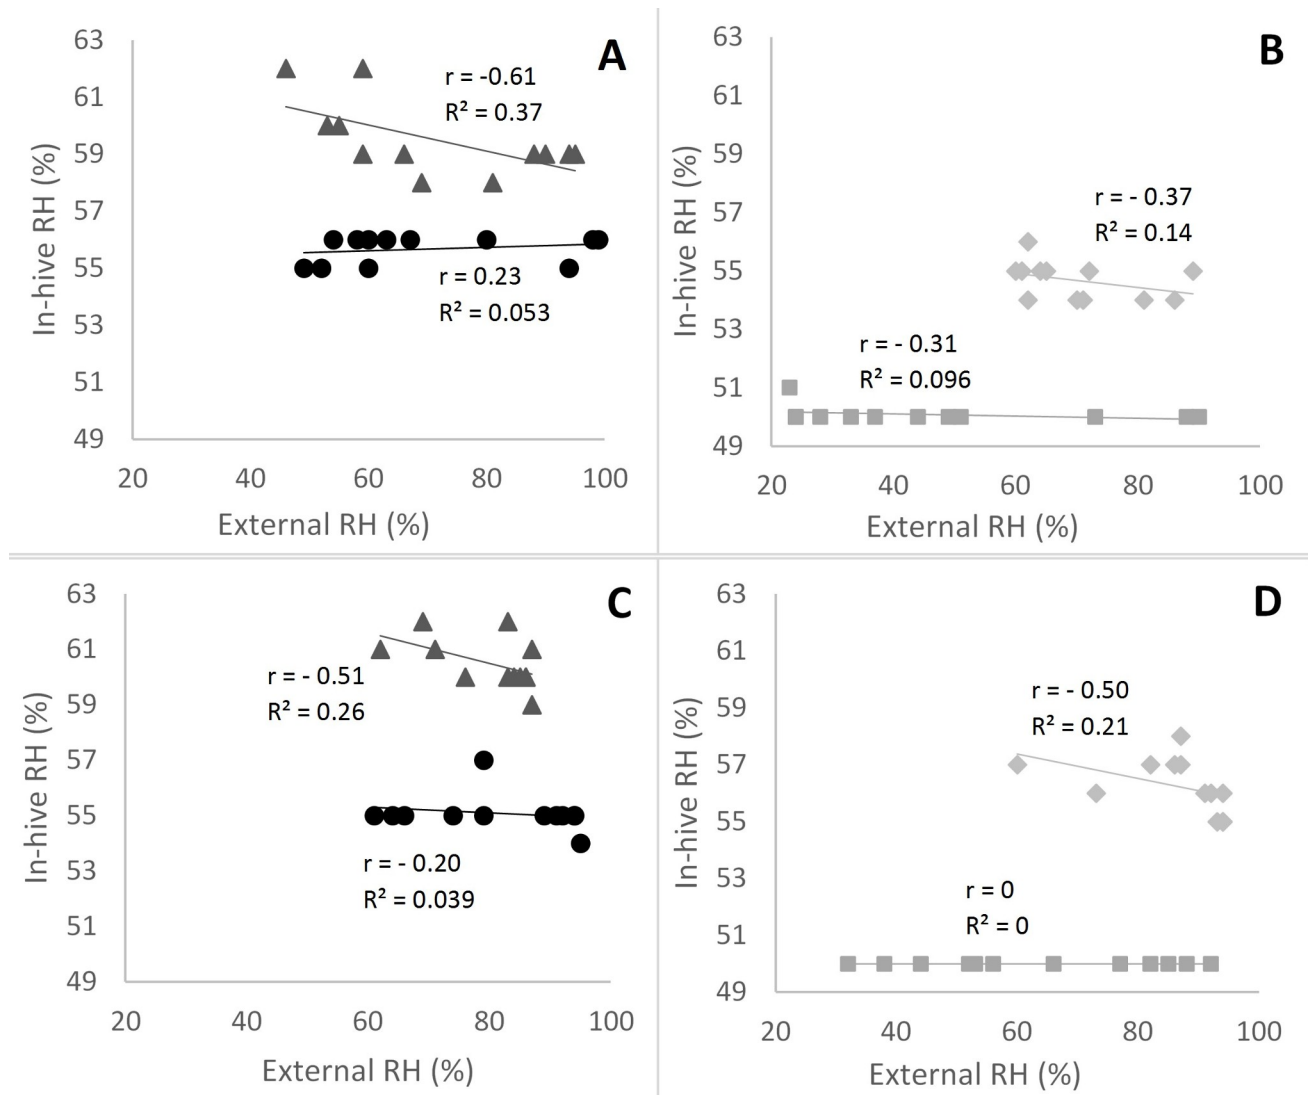 A
63
61
59
57
55
53
51
49
In-hive RH (%)
r = -0.61
R² = 0.37
r = 0.23
R² = 0.053
20 40 60 80 100
External RH (%)
B
63
61
59
57
55
53
51
49
In-hive RH (%)
r = - 0.37
R² = 0.14
r = - 0.31
R² = 0.096
20 40 60 80 100
External RH (%)
C
63
61
59
57
55
53
51
49
In-hive RH (%)
r = - 0.51
R² = 0.26
r = - 0.20
R² = 0.039
20 40 60 80 100
External RH (%)
D
63
61
59
57
55
53
51
49
In-hive RH (%)
r = - 0.50
R² = 0.21
r = 0
R² = 0
20 40 60 80 100
External RH (%)